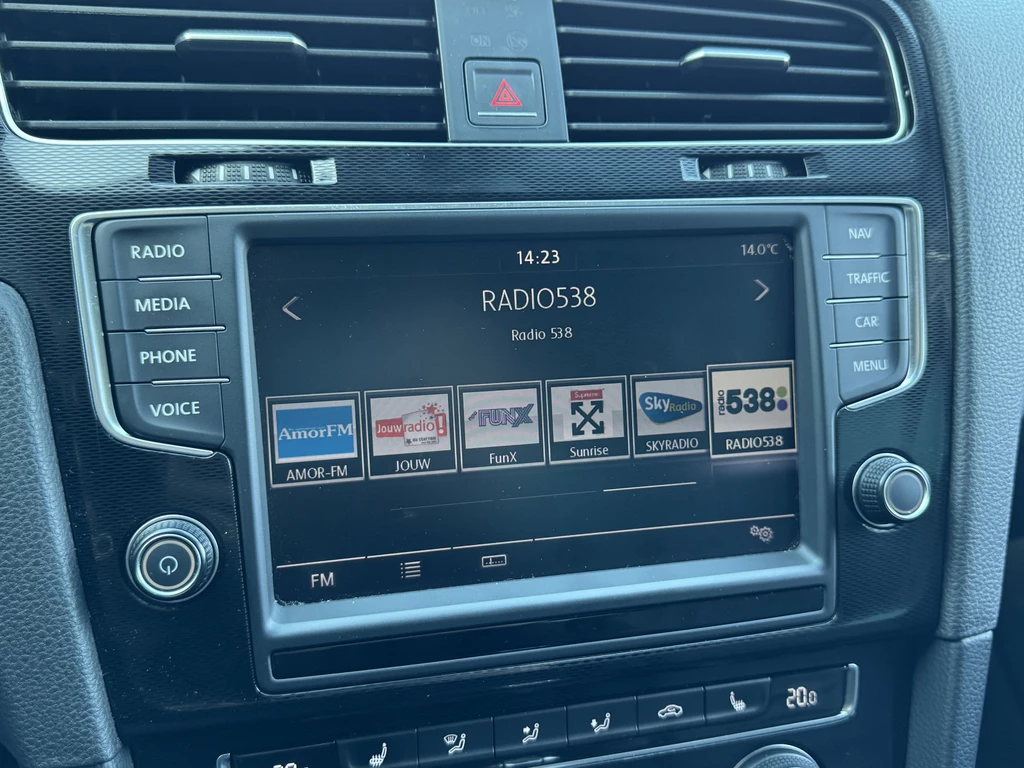 RADIO
MEDIA
PHONE
VOICE
14:23
14.0°C
RADIO538
Radio 538
AmorFM
AMOR-FM
Jouw radio!
JOUW
FUNX
FunX
Supreme
Sunrise
Sky Radio
SKYRADIO
radio 538
RADIO538
FM
NAV
TRAFFIC
CAR
MENU
20.0